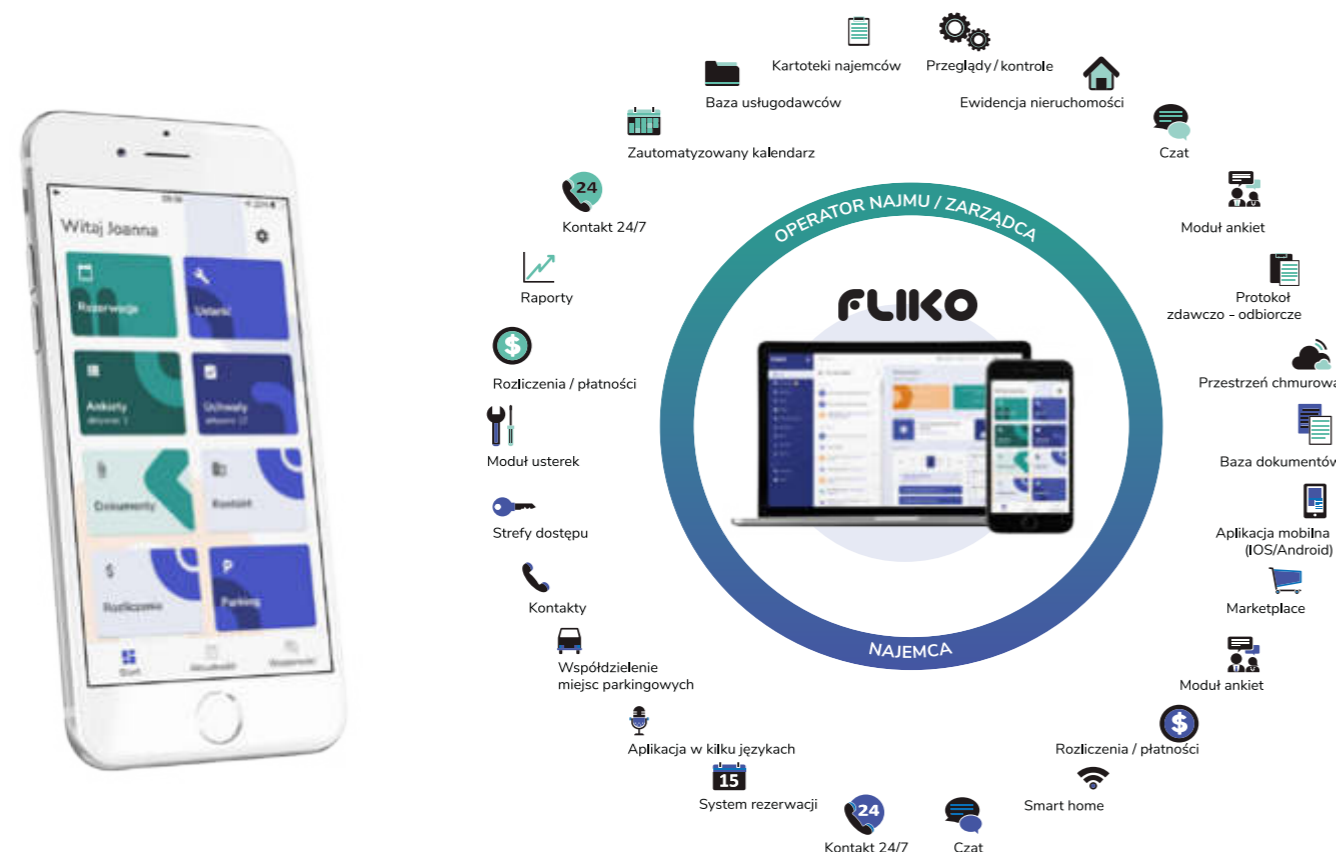 Witaj Joanna
Rezerwacje
Usterki
Ankiety
Uchwały
Dokumenty
Kontakt
Rozliczenia
Parking
Start
Aktualności
Kartoteki najemców
Przeglądy / kontrole
Baza usługodawców
Ewidencja nieruchomości
Zautomatyzowany kalendarz
Czat
24
Kontakt 24/7
Moduł ankiet
Raporty
Protokoł
zdawczo – odbiorcze
Rozliczenia / płatności
Przestrzeń chmurowa
Moduł usterek
Baza dokumentów
Strefy dostępu
Aplikacja mobilna
(IOS/Android)
Kontakty
Marketplace
Współdzielenie
miejsc parkingowych
Moduł ankiet
Aplikacja w kilku językach
Rozliczenia / płatności
15
System rezerwacji
Smart home
24
Kontakt 24/7
Czat
OPERATOR NAJMU / ZARZĄDCA
FLIKO
NAJEMCA